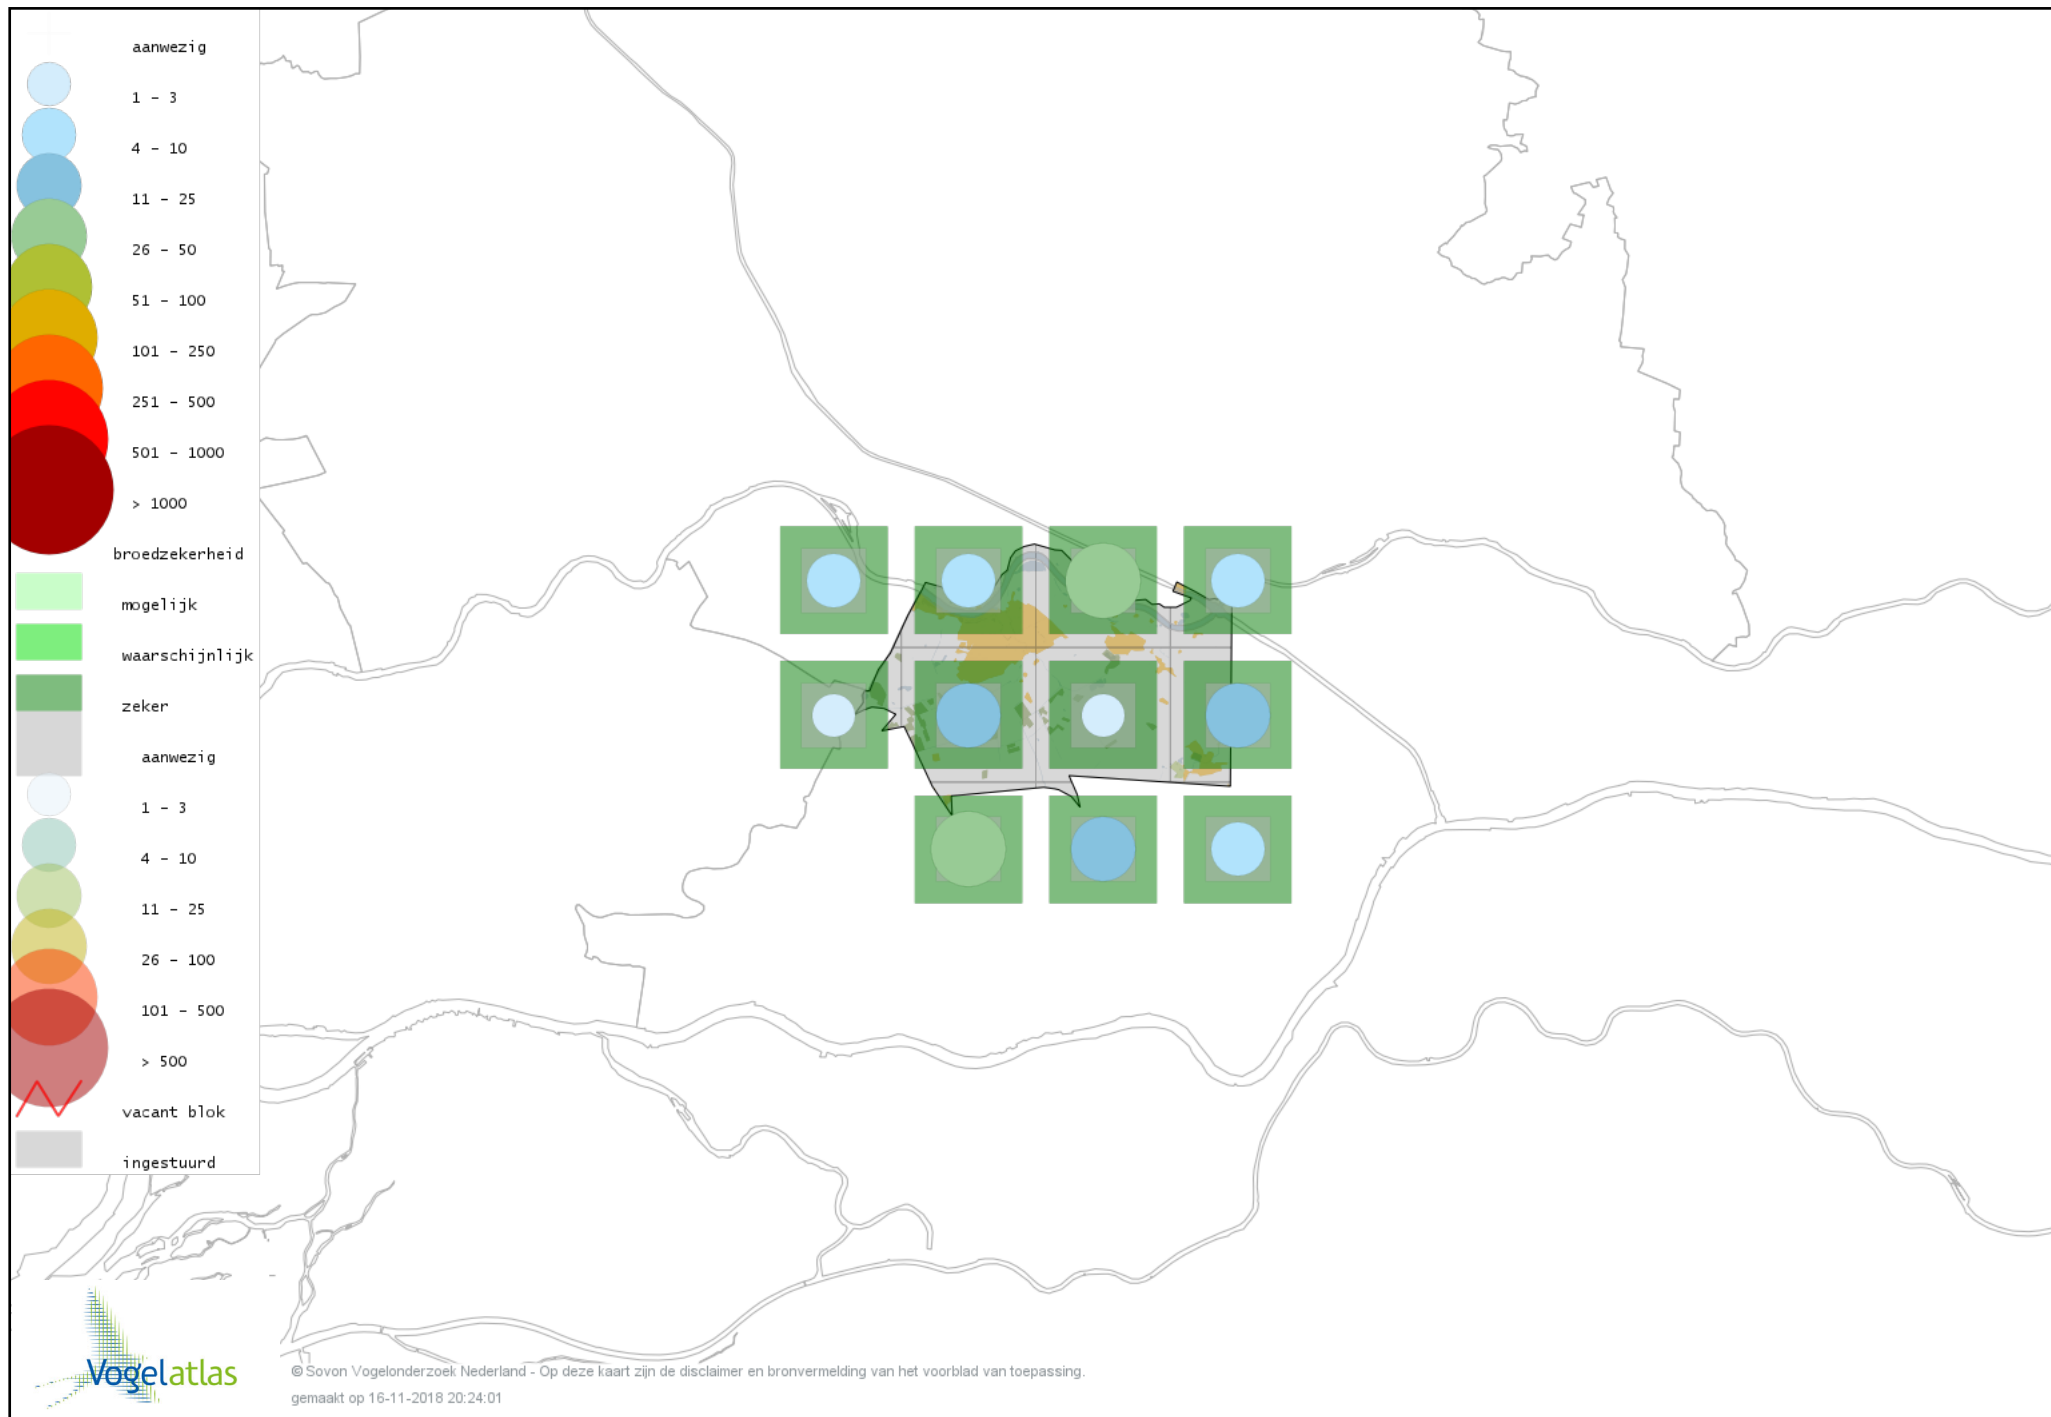 aanwezig
1 - 3
4 - 10
11 - 25
26 - 50
51 - 100
101 - 250
251 - 500
501 - 1000
> 1000
broedzekerheid
mogelijk
waarschijnlijk
zeker
aanwezig
1 - 3
4 - 10
11 - 25
26 - 100
101 - 500
> 500
vacant blok
ingestuurd
Vogelatlas
© Sovon Vogelonderzoek Nederland - Op deze kaart zijn de disclaimer en bronvermelding van het voorblad van toepassing.
gemaakt op 16-11-2018 20:24:01